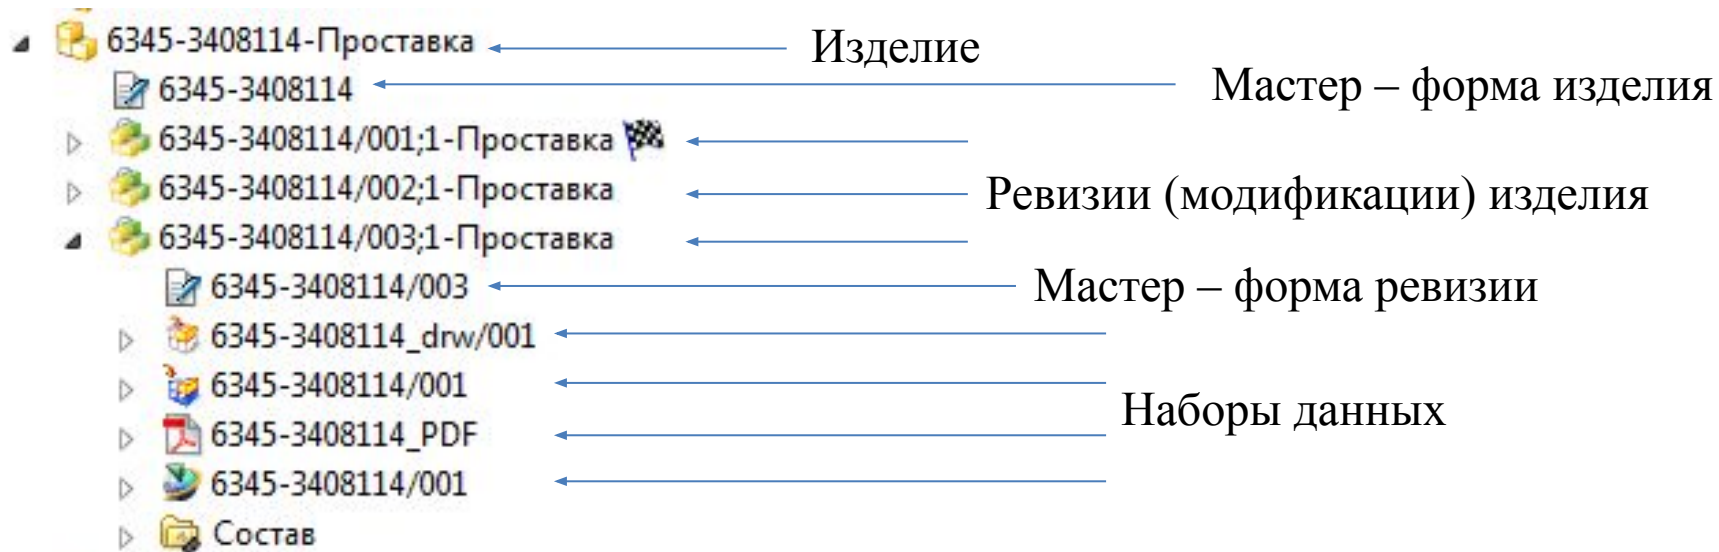 6345-3408114-Проставка Изделие
6345-3408114 Мастер – форма изделия
6345-3408114/001;1-Проставка
6345-3408114/002;1-Проставка Ревизии (модификации) изделия
6345-3408114/003;1-Проставка
6345-3408114/003 Мастер – форма ревизии
6345-3408114_drw/001
6345-3408114/001
Наборы данных
6345-3408114_PDF
6345-3408114/001
Состав